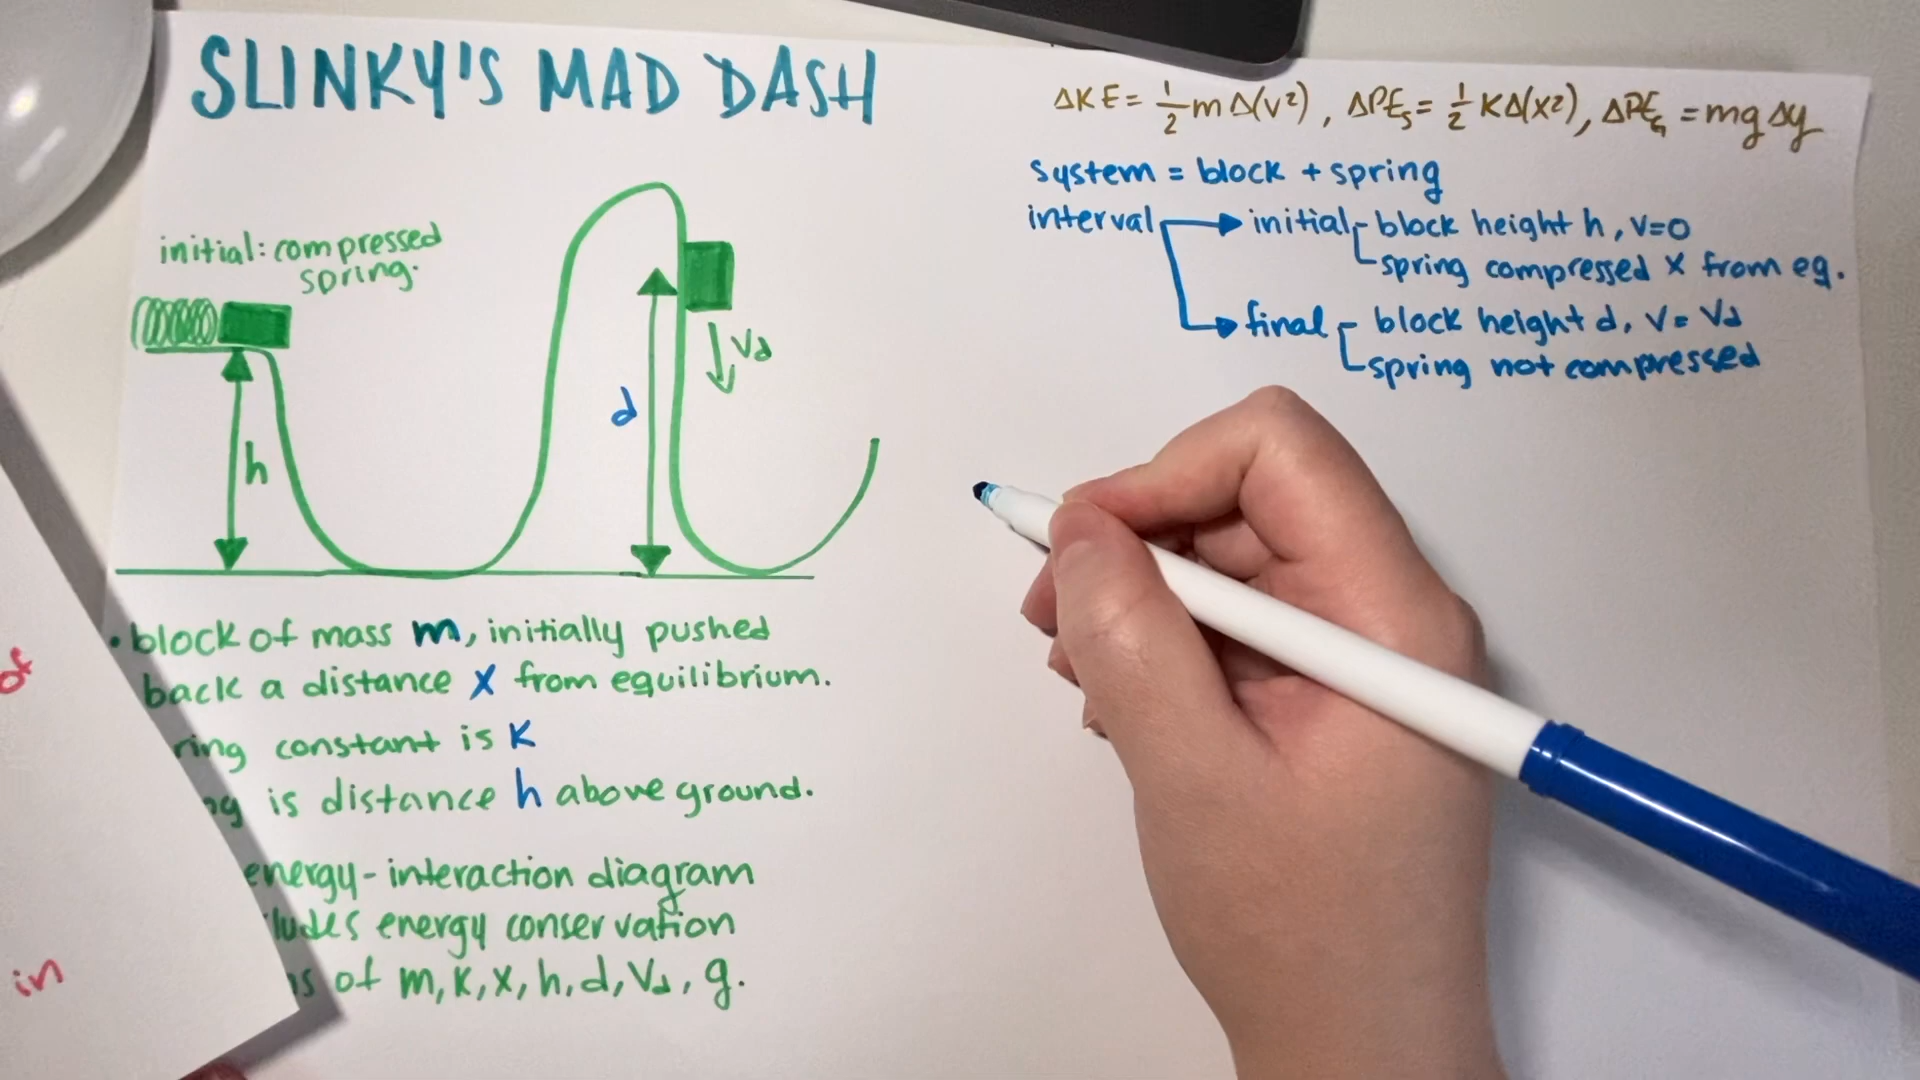 SLINKY'S MAD DASH
initial: compressed
spring.
h
d
Vd
• block of mass m, initially pushed
back a distance x from equilibrium.
constant is K
is distance h above ground.
energy-interaction diagram
energy conservation
of m, K, x, h, d, Vd, g.
of
in
ΔKE = 1/2 m Δ(v²), ΔPEs = 1/2 KΔ(x²), ΔPEG = mgΔy
system = block + spring
interval → initial - block height h, v=0
spring compressed x from eq.
→ final - block height d, v = Vd
spring not compressed